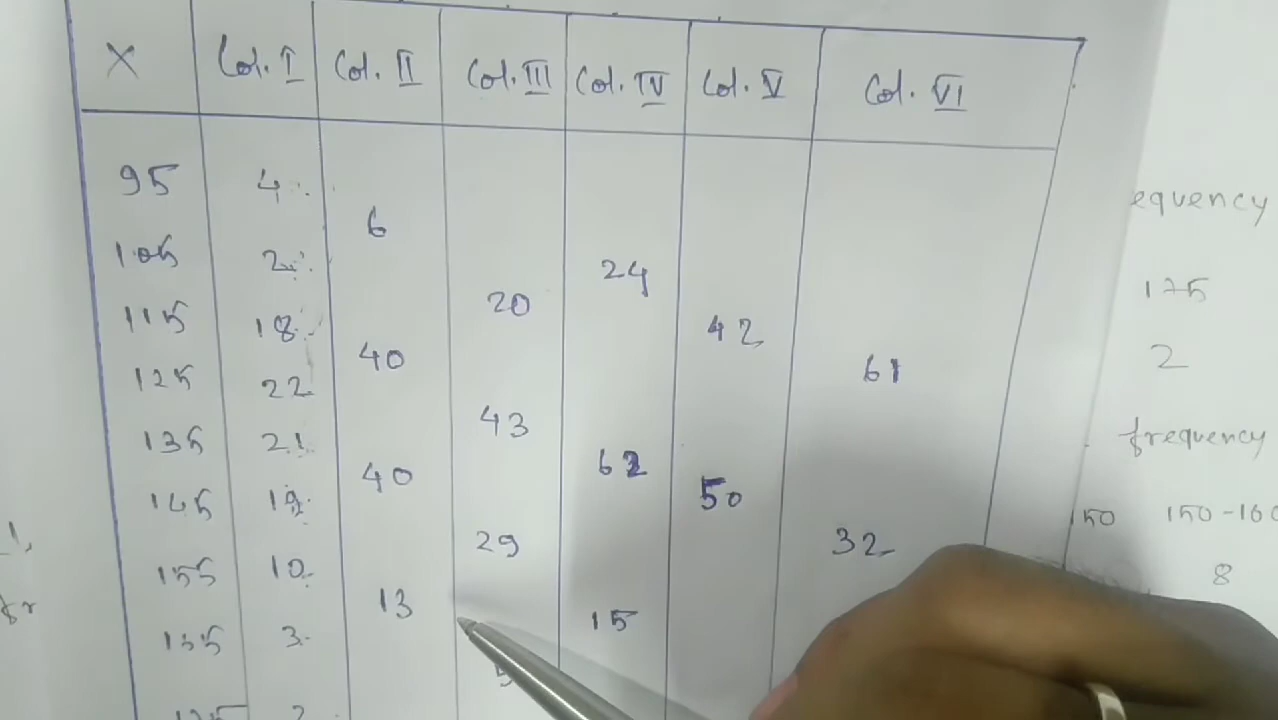 X Col. I Col. II Col. III Col. IV Col. V Col. VI
95 4
6
105 2 24
20
115 18 42
40
125 22 61
43
135 21 62
40 50
145 19
29 32
155 10
13 15
3
5
equency
175
2
frequency
150 150-160
8